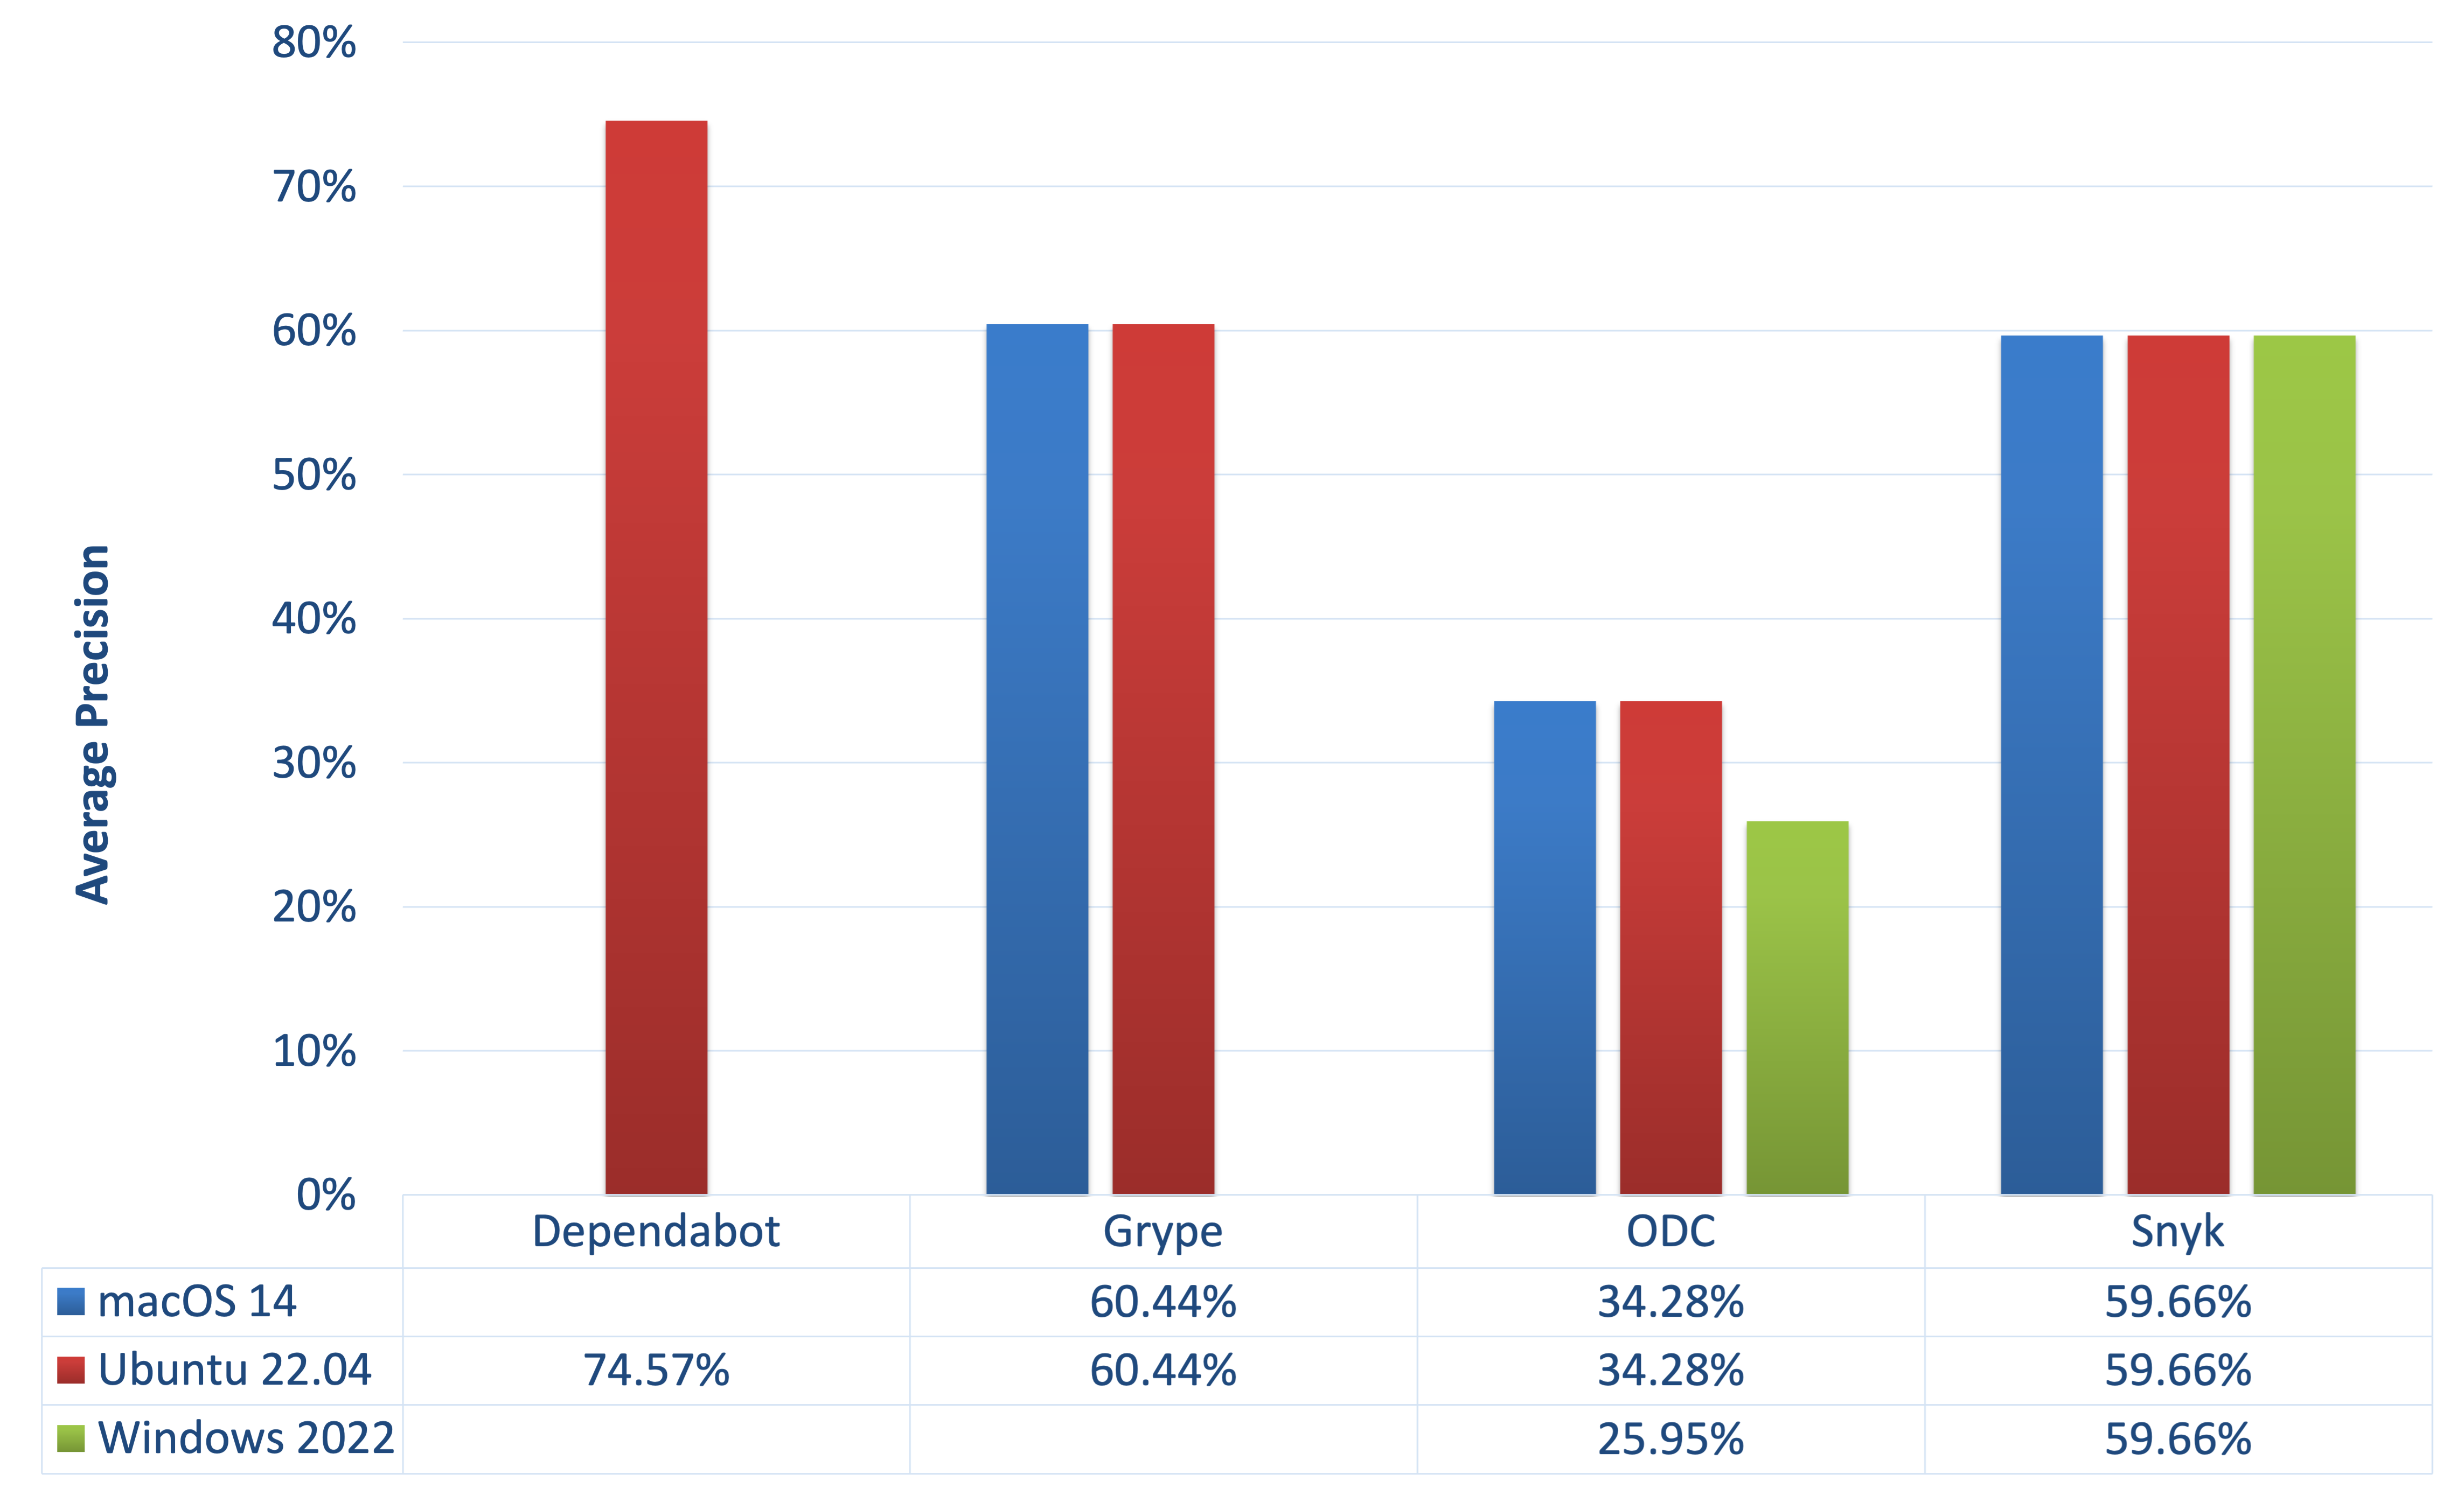 80%
70%
60%
50%
40%
30%
20%
10%
0%
Average Precision
Dependabot Grype ODC Snyk
macOS 14 60.44% 34.28% 59.66%
Ubuntu 22.04 74.57% 60.44% 34.28% 59.66%
Windows 2022 25.95% 59.66%